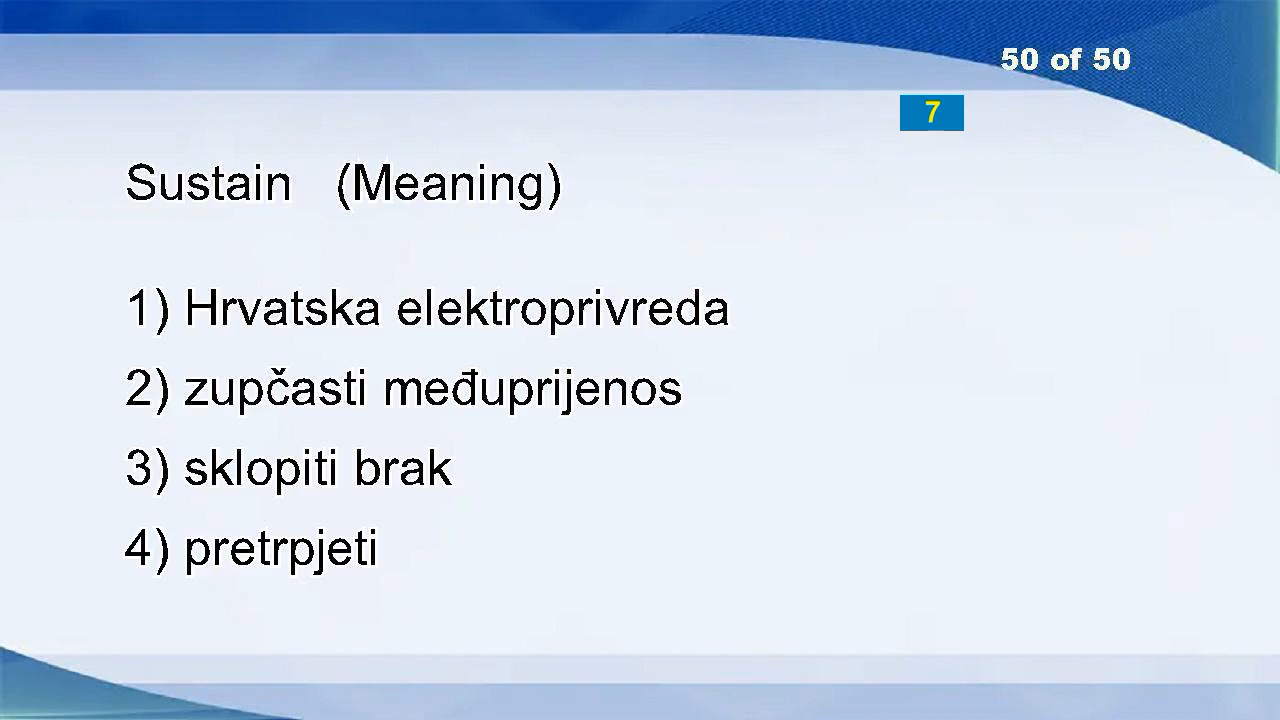 50 of 50
7
Sustain (Meaning)
1) Hrvatska elektroprivreda
2) zupčasti međuprijenos
3) sklopiti brak
4) pretrpjeti